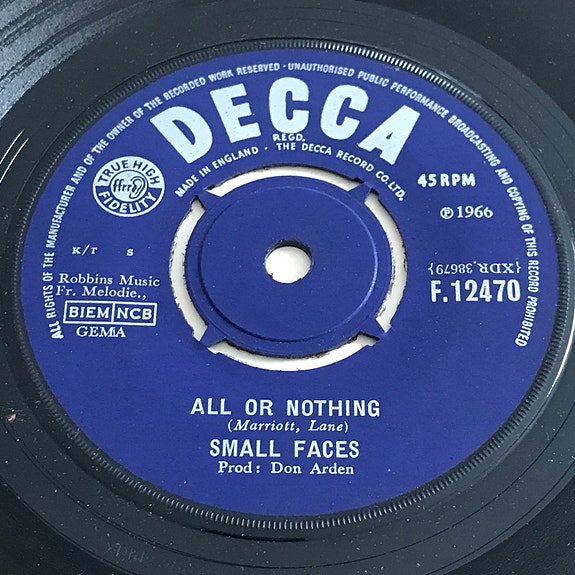 ALL RIGHTS OF THE MANUFACTURER AND OF THE OWNER OF THE RECORDED WORK RESERVED · UNAUTHORISED PUBLIC PERFORMANCE BROADCASTING AND COPYING OF THIS RECORD PROHIBITED
DECCA
REGD.
MADE IN ENGLAND · THE DECCA RECORD CO. LTD.
TRUE HIGH
ffrr
FIDELITY
45 RPM
℗ 1966
K/T S
Robbins Music
Fr. Melodie.,
BIEM NCB
GEMA
}XDR.38679{
F.12470
ALL OR NOTHING
(Marriott, Lane)
SMALL FACES
Prod: Don Arden